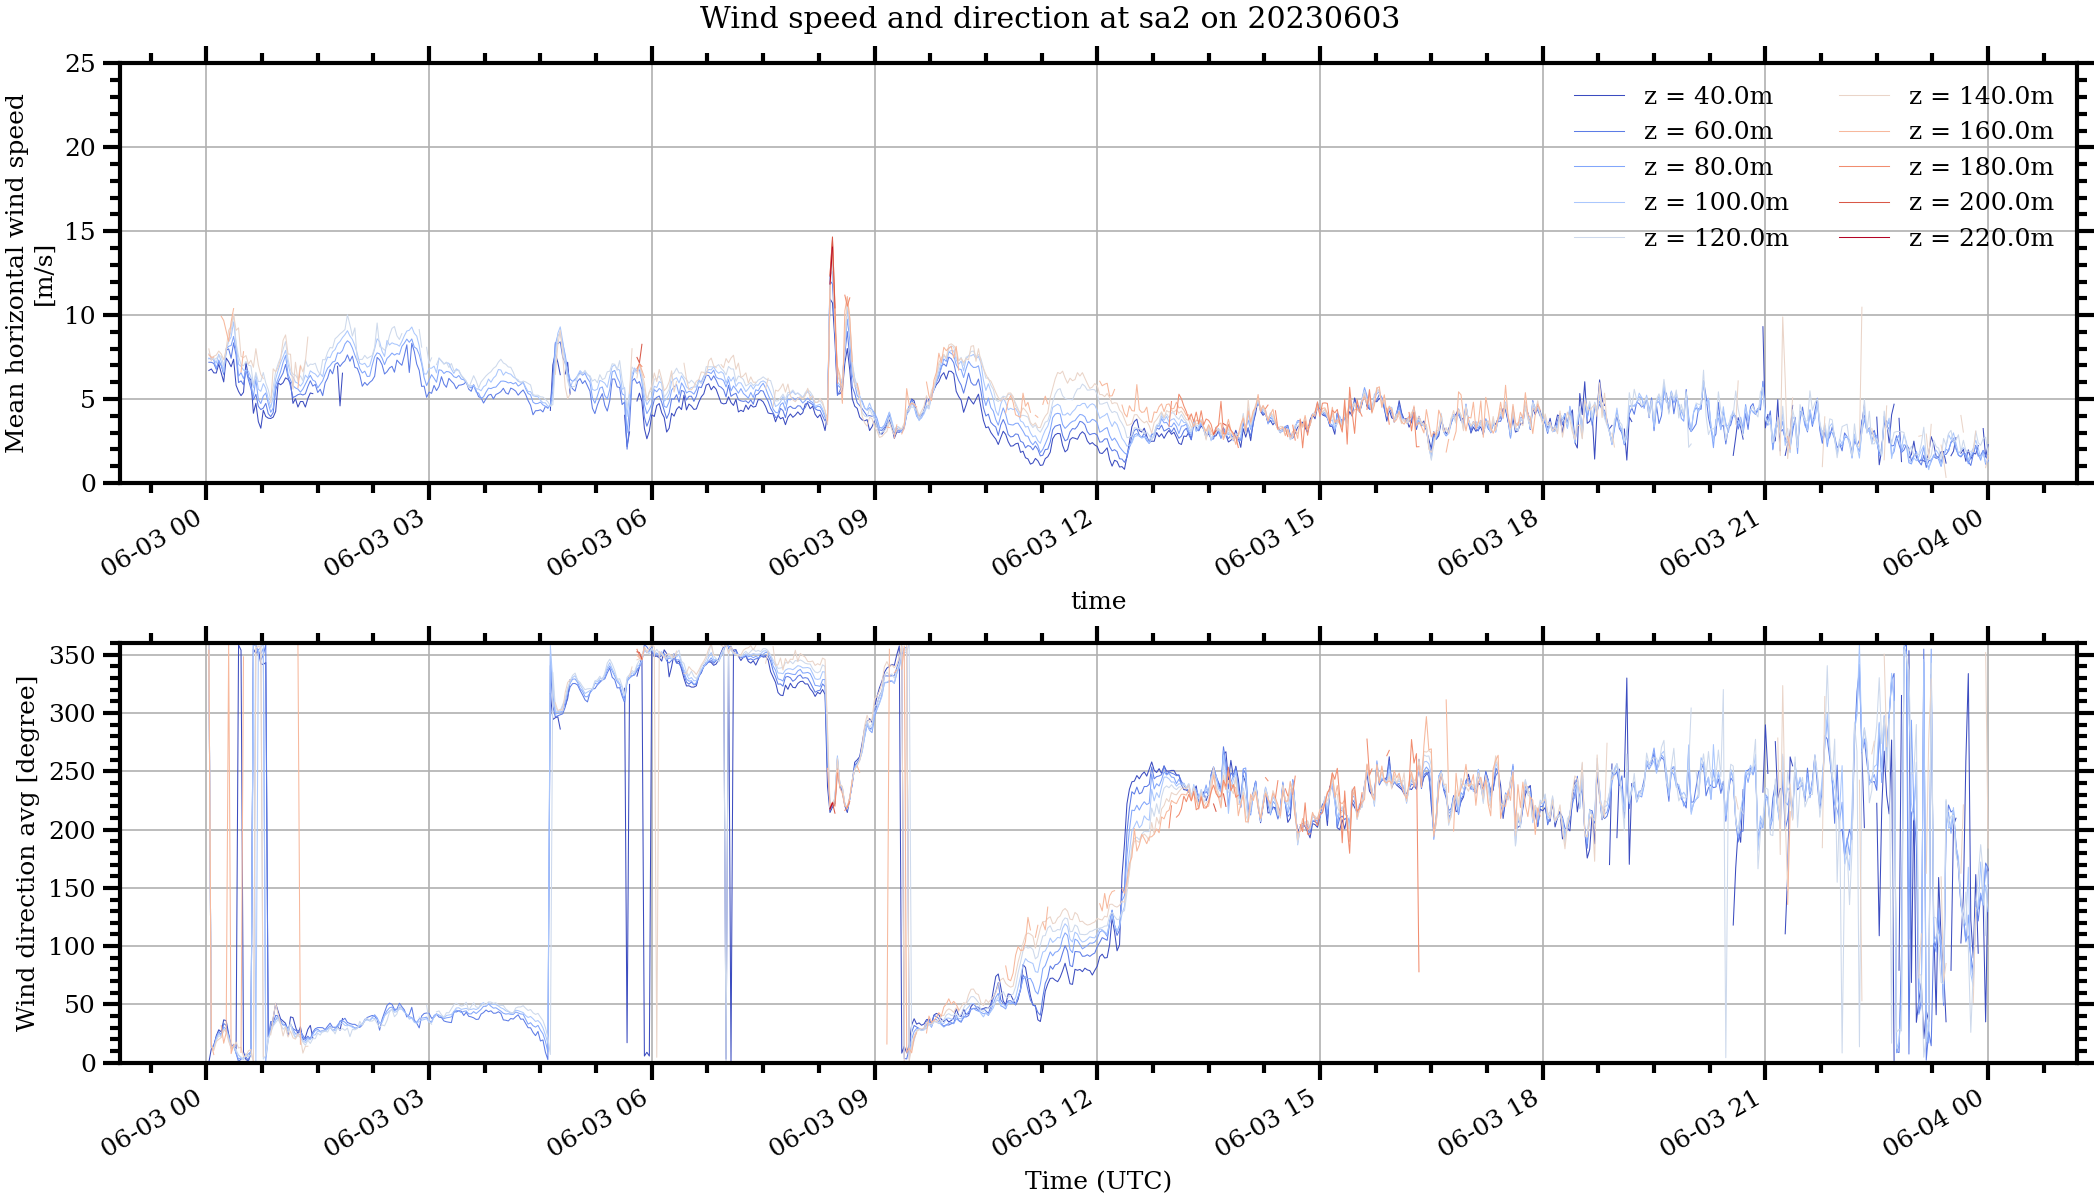 Wind speed and direction at sa2 on 20230603
Mean horizontal wind speed
[m/s]
25
20
15
10
5
0
z = 40.0m
z = 60.0m
z = 80.0m
z = 100.0m
z = 120.0m
z = 140.0m
z = 160.0m
z = 180.0m
z = 200.0m
z = 220.0m
06-03 00
06-03 03
06-03 06
06-03 09
06-03 12
06-03 15
06-03 18
06-03 21
06-04 00
time
Wind direction avg [degree]
350
300
250
200
150
100
50
0
06-03 00
06-03 03
06-03 06
06-03 09
06-03 12
06-03 15
06-03 18
06-03 21
06-04 00
Time (UTC)